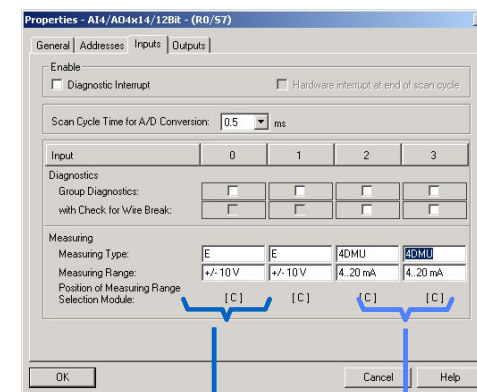 Properties - AI4/AO4x14/12Bit - (R0/S7)
General Addresses Inputs Outputs
Enable
Diagnostic Interrupt Hardware interrupt at end of scan cycle
Scan Cycle Time for A/D Conversion: 0.5 ms
Input 0 1 2 3
Diagnostics
Group Diagnostics:
with Check for Wire Break:
Measuring
Measuring Type: E E 4DMU 4DMU
Measuring Range: +/- 10 V +/- 10 V 4..20 mA 4..20 mA
Position of Measuring Range
Selection Module: [ C ] [ C ] [ C ] [ C ]
OK Cancel Help